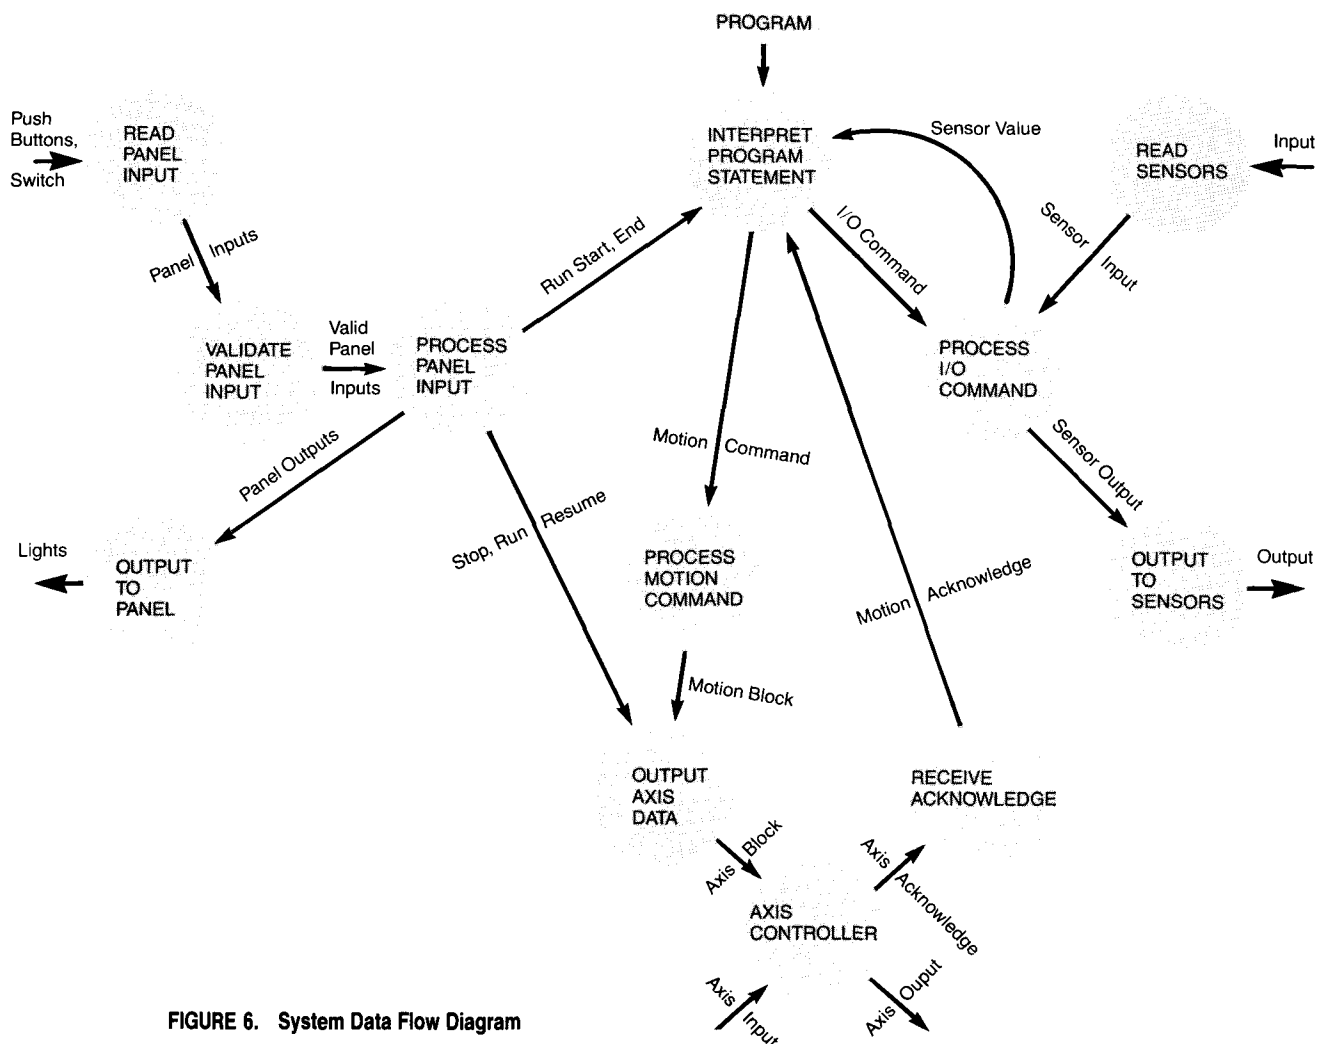 PROGRAM
Push
Buttons,
Switch
READ
PANEL
INPUT
INTERPRET
PROGRAM
STATEMENT
Sensor Value
READ
SENSORS
Input
Panel Inputs
Run Start, End
I/O Command
Sensor Input
VALIDATE
PANEL
INPUT
Valid
Panel
Inputs
PROCESS
PANEL
INPUT
PROCESS
I/O
COMMAND
Panel Outputs
Motion Command
Sensor Output
Stop, Run Resume
Lights
OUTPUT
TO
PANEL
PROCESS
MOTION
COMMAND
Motion Acknowledge
OUTPUT
TO
SENSORS
Output
Motion Block
OUTPUT
AXIS
DATA
RECEIVE
ACKNOWLEDGE
Axis Block
Axis Acknowledge
AXIS
CONTROLLER
Axis Input
Axis Ouput
FIGURE 6. System Data Flow Diagram